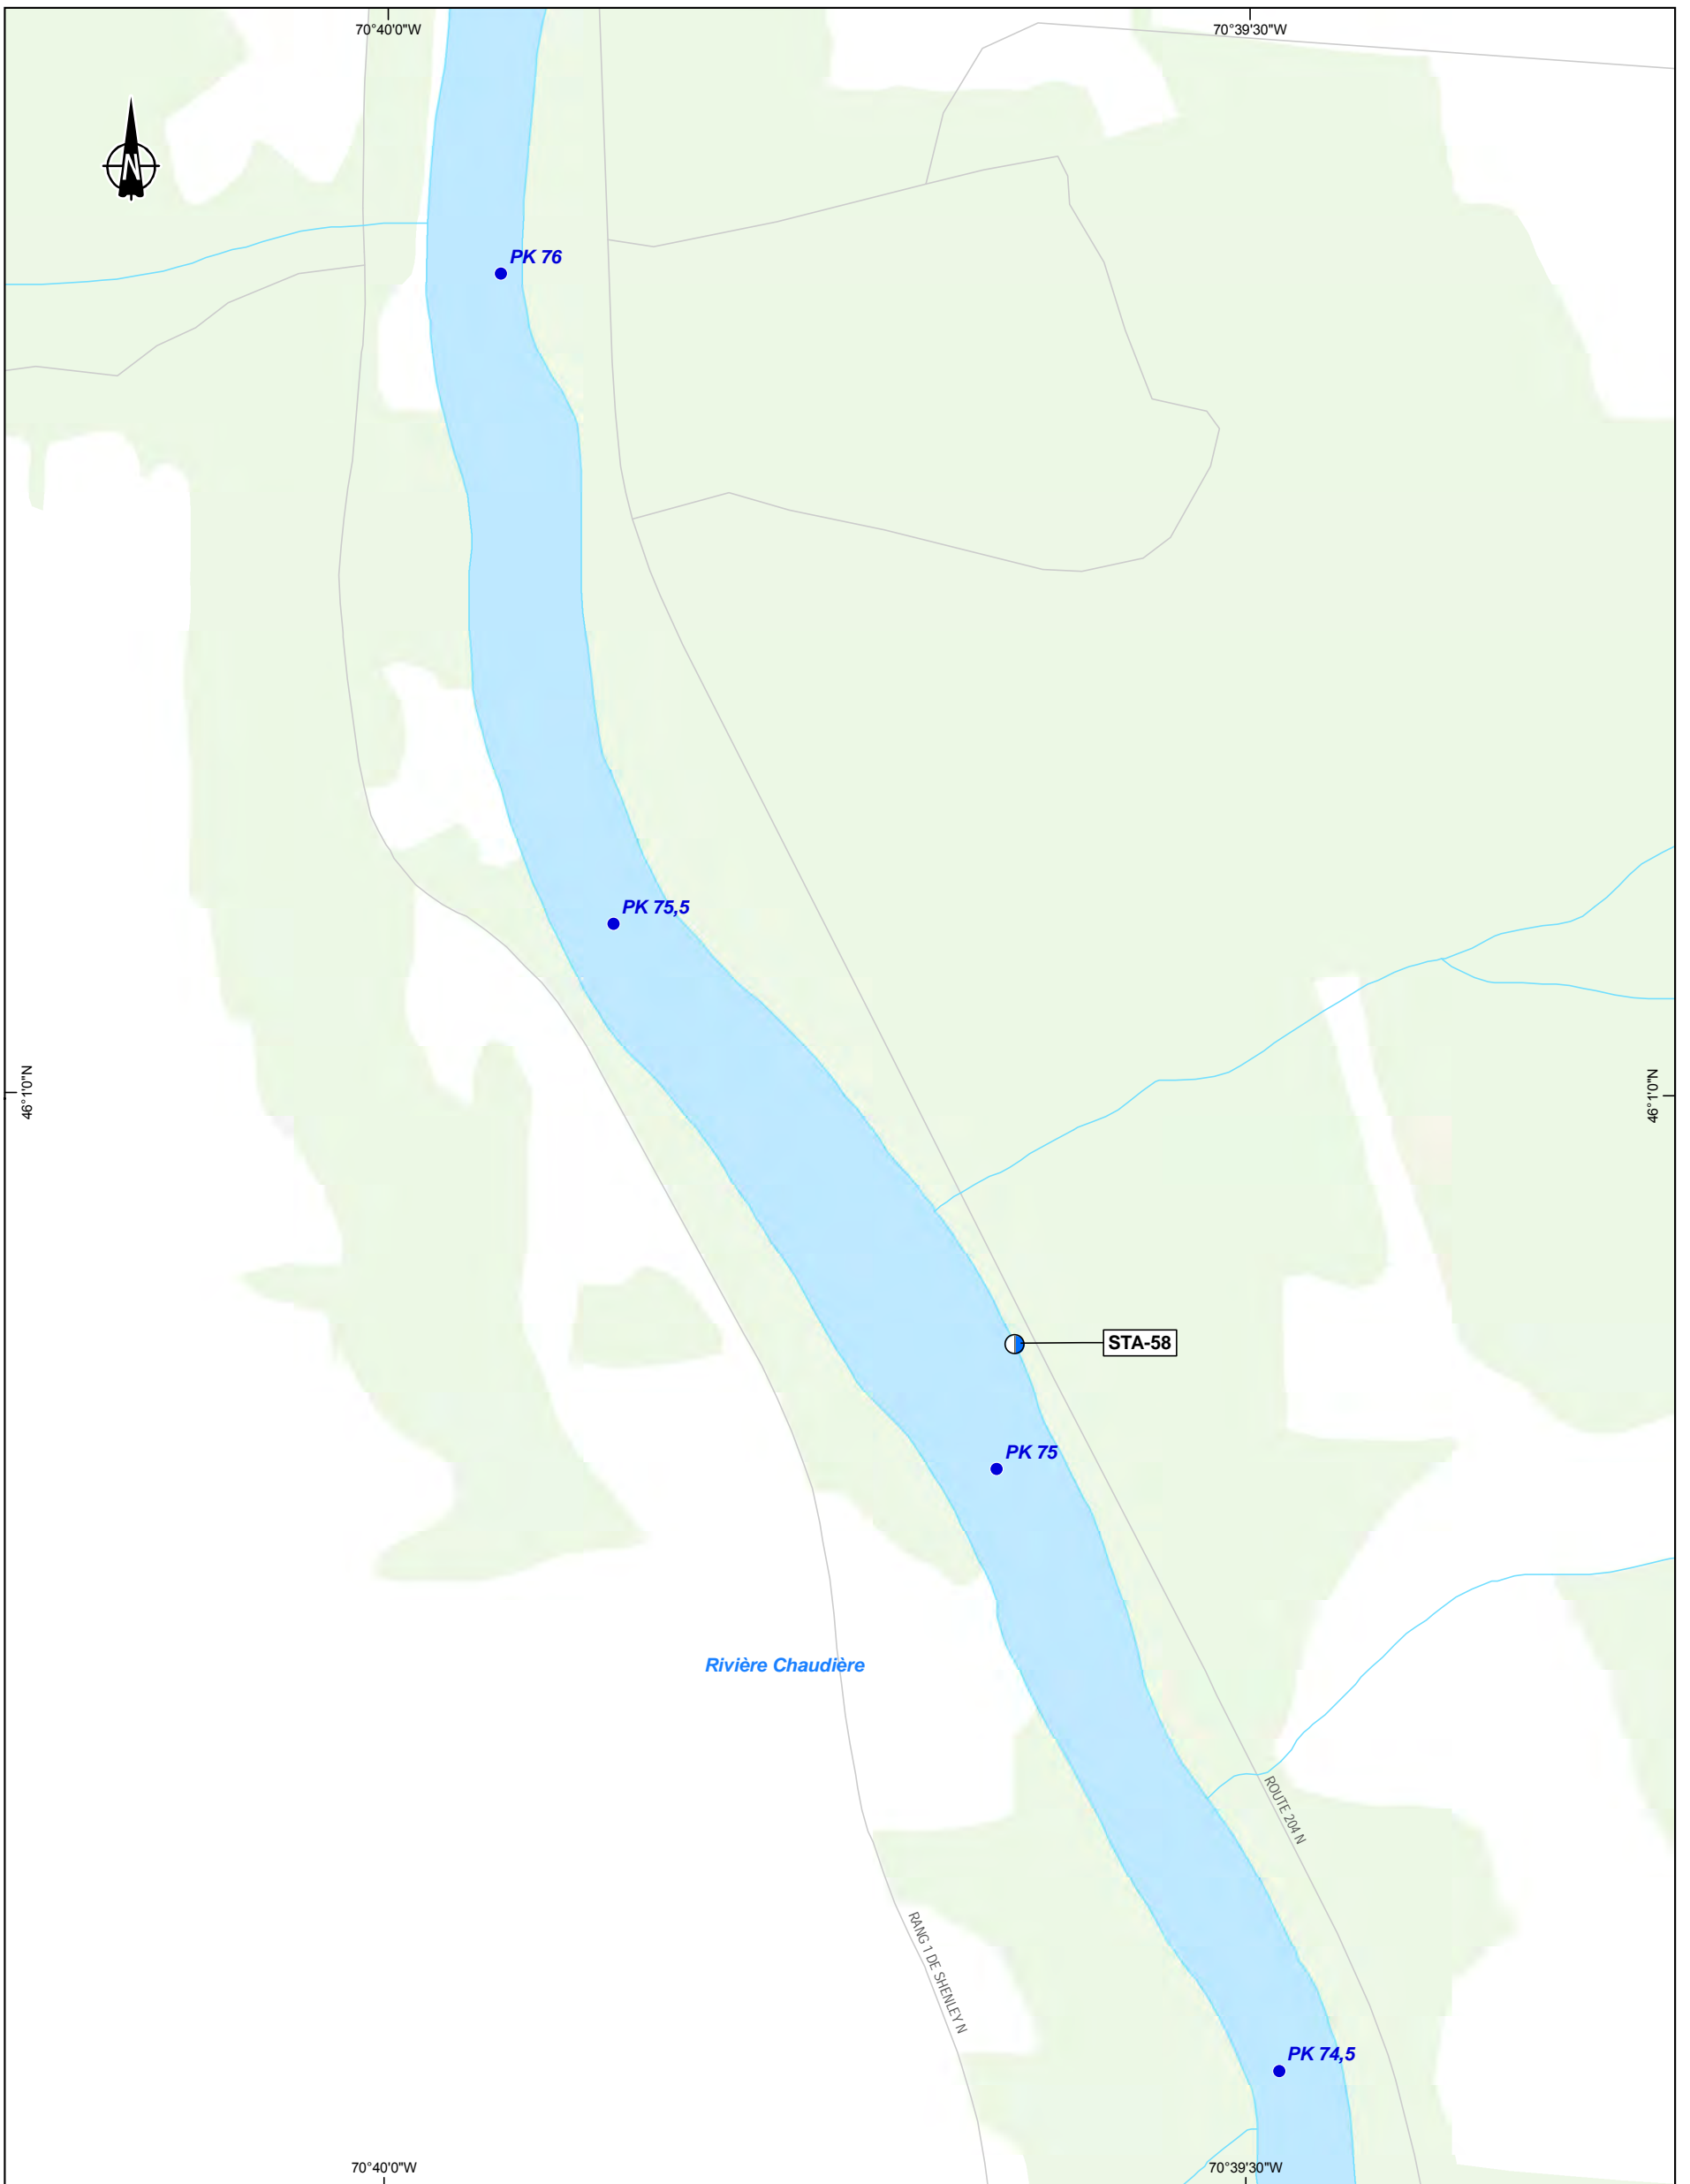 70°40'0"W
70°39'30"W
N
PK 76
PK 75,5
46°1'0"N
46°1'0"N
STA-58
PK 75
Rivière Chaudière
ROUTE 204 N
RANG 1 DE SHENLEY N
PK 74,5
70°40'0"W
70°39'30"W